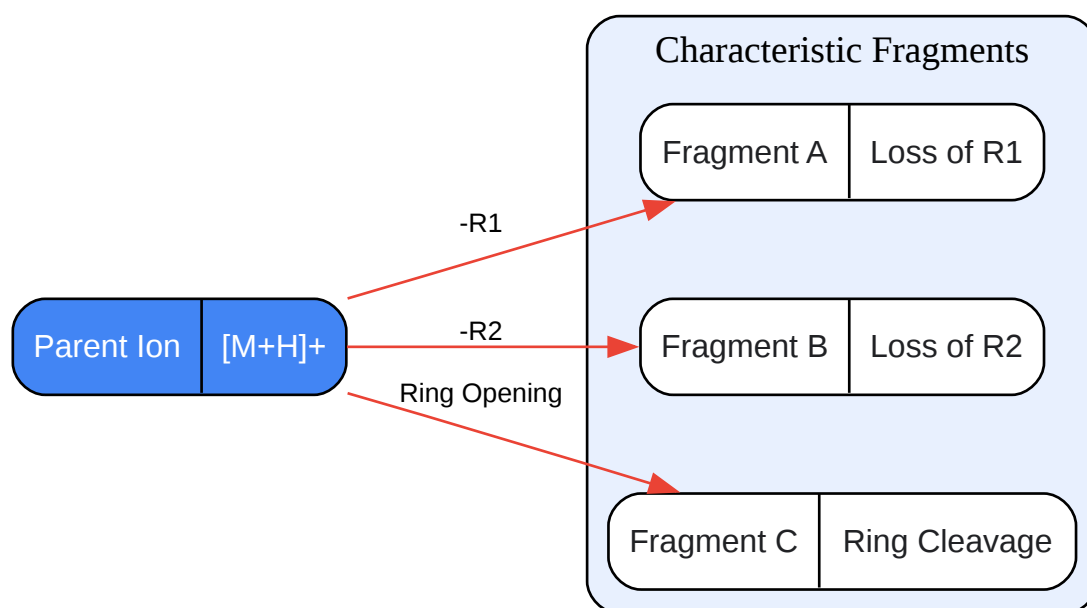 Characteristic Fragments
Fragment A Loss of R1
-R1
Parent Ion [M+H]+
-R2
Fragment B Loss of R2
Ring Opening
Fragment C Ring Cleavage